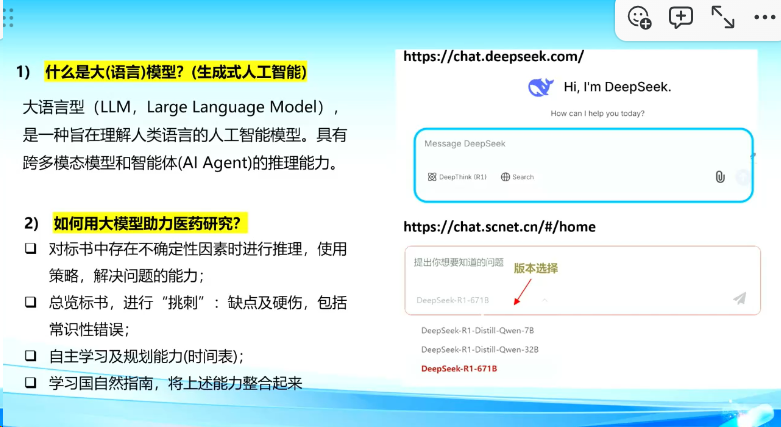 1) 什么是大(语言)模型？(生成式人工智能)
大语言型（LLM，Large Language Model），
是一种旨在理解人类语言的人工智能模型。具有
跨多模态模型和智能体(AI Agent)的推理能力。
2) 如何用大模型助力医药研究？
对标书中存在不确定性因素时进行推理，使用
策略，解决问题的能力；
总览标书，进行“挑刺”：缺点及硬伤，包括
常识性错误；
自主学习及规划能力(时间表)；
学习国自然指南，将上述能力整合起来
https://chat.deepseek.com/
Hi, I'm DeepSeek.
How can I help you today?
Message DeepSeek
DeepThink (R1) Search
https://chat.scnet.cn/#/home
提出你想要知道的问题
版本选择
DeepSeek-R1-671B
DeepSeek-R1-Distill-Qwen-7B
DeepSeek-R1-Distill-Qwen-32B
DeepSeek-R1-671B